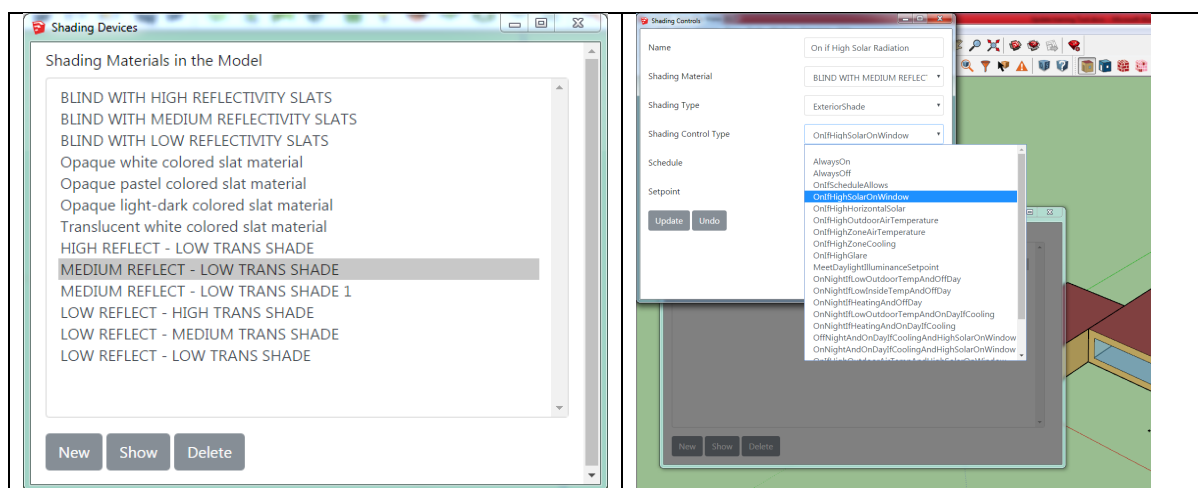 Shading Devices
Shading Materials in the Model
BLIND WITH HIGH REFLECTIVITY SLATS
BLIND WITH MEDIUM REFLECTIVITY SLATS
BLIND WITH LOW REFLECTIVITY SLATS
Opaque white colored slat material
Opaque pastel colored slat material
Opaque light-dark colored slat material
Translucent white colored slat material
HIGH REFLECT - LOW TRANS SHADE
MEDIUM REFLECT - LOW TRANS SHADE
MEDIUM REFLECT - LOW TRANS SHADE 1
LOW REFLECT - HIGH TRANS SHADE
LOW REFLECT - MEDIUM TRANS SHADE
LOW REFLECT - LOW TRANS SHADE
New Show Delete
Shading Controls
Name On if High Solar Radiation
Shading Material BLIND WITH MEDIUM REFLEC
Shading Type ExteriorShade
Shading Control Type OnIfHighSolarOnWindow
Schedule
Setpoint
Update Undo
AlwaysOn
AlwaysOff
OnIfScheduleAllows
OnIfHighSolarOnWindow
OnIfHighHorizontalSolar
OnIfHighOutdoorAirTemperature
OnIfHighZoneAirTemperature
OnIfHighZoneCooling
OnIfHighGlare
MeetDaylightIlluminanceSetpoint
OnNightIfLowOutdoorTempAndOffDay
OnNightIfLowInsideTempAndOffDay
OnNightIfHeatingAndOffDay
OnNightIfLowOutdoorTempAndOnDayIfCooling
OnNightIfHeatingAndOnDayIfCooling
OffNightAndOnDayIfCoolingAndHighSolarOnWindow
OnNightAndOnDayIfCoolingAndHighSolarOnWindow
OnIfHighOutdoorAirTempAndHighSolarOnWindow
New Show Delete